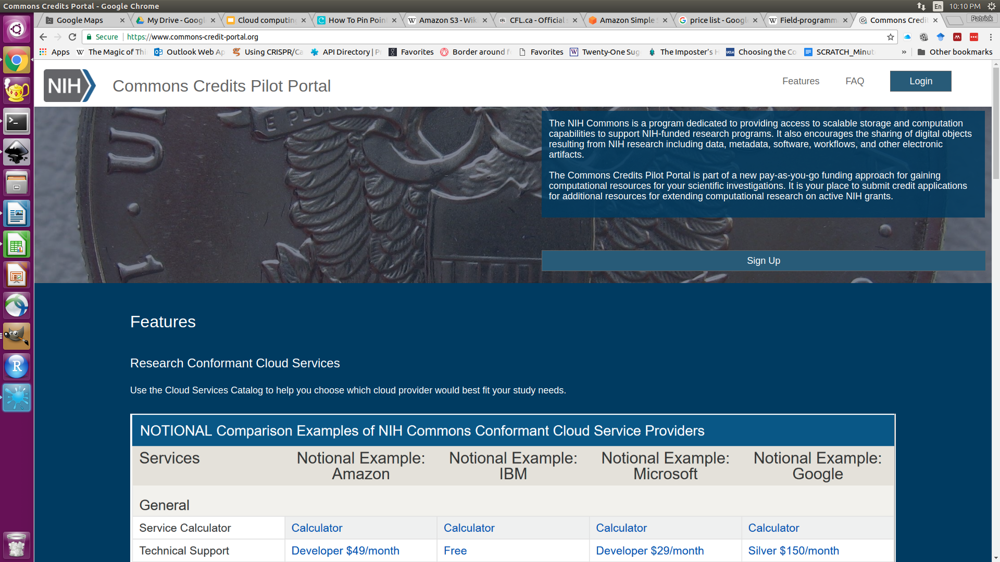 Commons Credits Portal - Google Chrome
En
10:10 PM
Patrick
Google Maps
My Drive - Googl
Cloud computing
How To Pin Poin
Amazon S3 - Wik
CFL.ca - Official
Amazon Simple
price list - Googl
Field-programm
Commons Credi
Secure
https://www.commons-credit-portal.org
Apps
The Magic of Thi
Outlook Web Ap
Using CRISPR/Ca
API Directory | P
Favorites
Border around f
Favorites
Twenty-One Sug
The Imposter's H
Choosing the Co
SCRATCH_Minut
»
Other bookmarks
NIH
Commons Credits Pilot Portal
Features
FAQ
Login
E PLURIBUS
The NIH Commons is a program dedicated to providing access to scalable storage and computation
capabilities to support NIH-funded research programs. It also encourages the sharing of digital objects
resulting from NIH research including data, metadata, software, workflows, and other electronic
artifacts.
The Commons Credits Pilot Portal is part of a new pay-as-you-go funding approach for gaining
computational resources for your scientific investigations. It is your place to submit credit applications
for additional resources for extending computational research on active NIH grants.
Sign Up
Features
Research Conformant Cloud Services
Use the Cloud Services Catalog to help you choose which cloud provider would best fit your study needs.
NOTIONAL Comparison Examples of NIH Commons Conformant Cloud Service Providers
Services
Notional Example:
Amazon
Notional Example:
IBM
Notional Example:
Microsoft
Notional Example:
Google
General
Service Calculator
Calculator
Calculator
Calculator
Calculator
Technical Support
Developer $49/month
Free
Developer $29/month
Silver $150/month